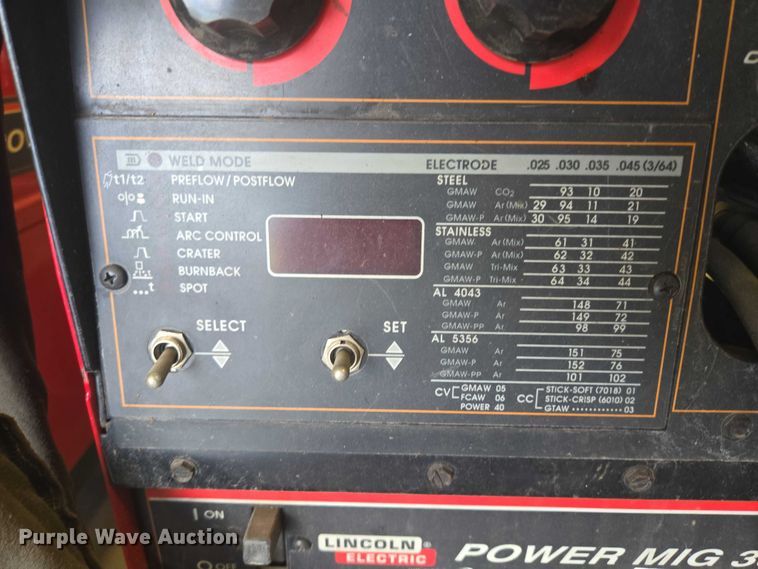 WELD MODE ELECTRODE .025 .030 .035 .045 (3/64)
t1/t2 PREFLOW/POSTFLOW
RUN-IN
START
ARC CONTROL
CRATER
BURNBACK
...t SPOT
SELECT
SET
STEEL
GMAW CO2 93 10 20
GMAW Ar(Mix) 29 94 11 21
GMAW-P Ar(Mix) 30 95 14 19
STAINLESS
GMAW Ar(Mix) 61 31 41
GMAW-P Ar(Mix) 62 32 42
GMAW Tri-Mix 63 33 43
GMAW-P Tri-Mix 64 34 44
AL 4043
GMAW Ar 148 71
GMAW-P Ar 149 72
GMAW-PP Ar 98 99
AL 5356
GMAW Ar 151 75
GMAW-P Ar 152 76
GMAW-PP Ar 101 102
CV GMAW 05
FCAW 06
POWER 40
CC STICK-SOFT (7018) 01
STICK-CRISP (6010) 02
GTAW ............ 03
ON
OFF
LINCOLN®
ELECTRIC
POWER MIG
Purple Wave Auction